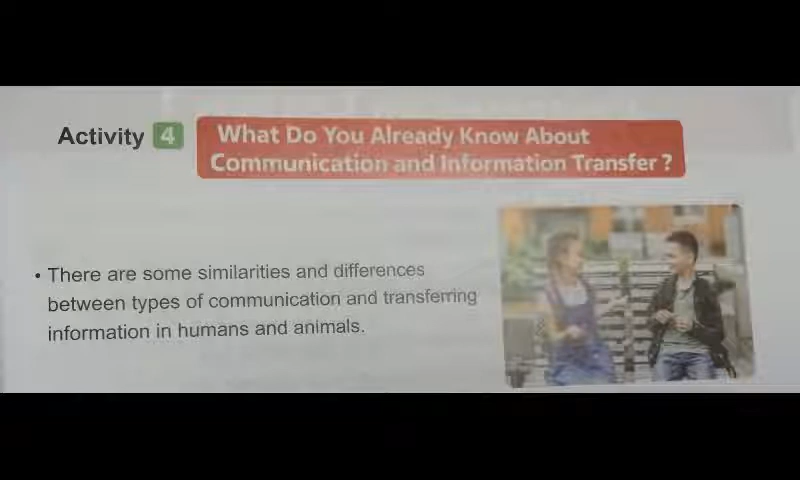 Activity 4
What Do You Already Know About
Communication and Information Transfer ?
• There are some similarities and differences
between types of communication and transferring
information in humans and animals.